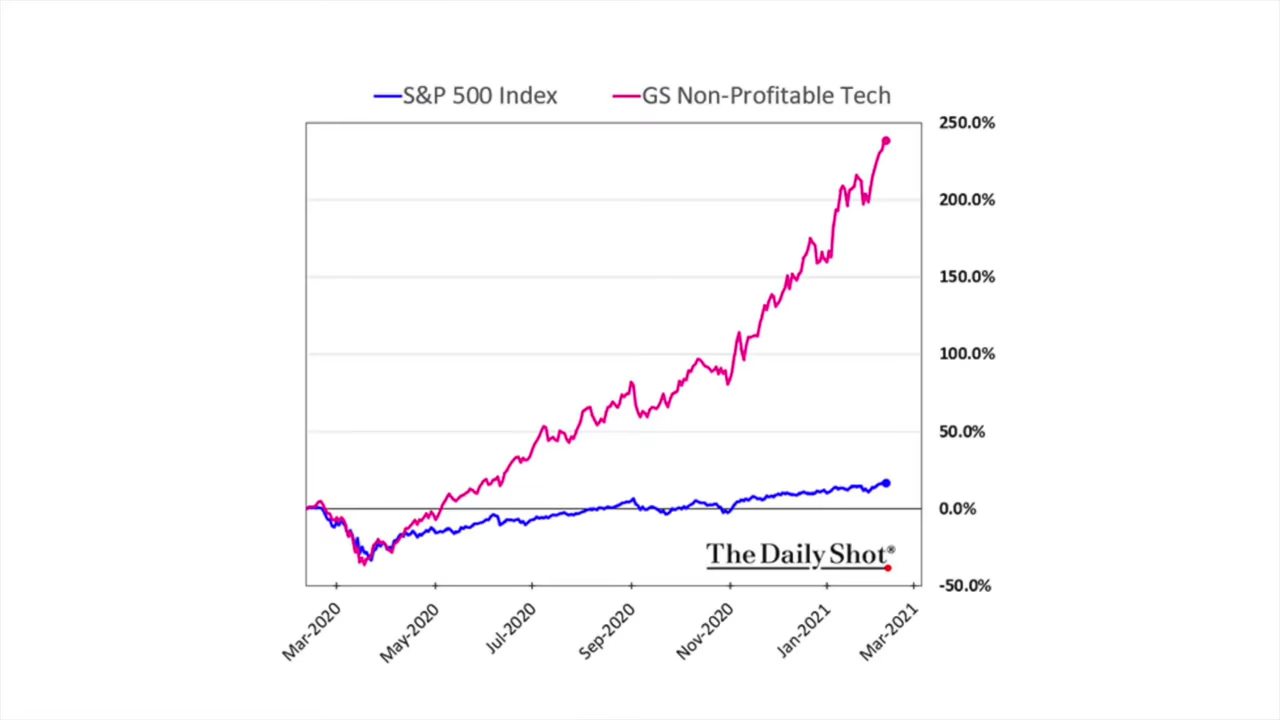 S&P 500 Index
GS Non-Profitable Tech
250.0%
200.0%
150.0%
100.0%
50.0%
0.0%
-50.0%
The Daily Shot®
Mar-2020
May-2020
Jul-2020
Sep-2020
Nov-2020
Jan-2021
Mar-2021